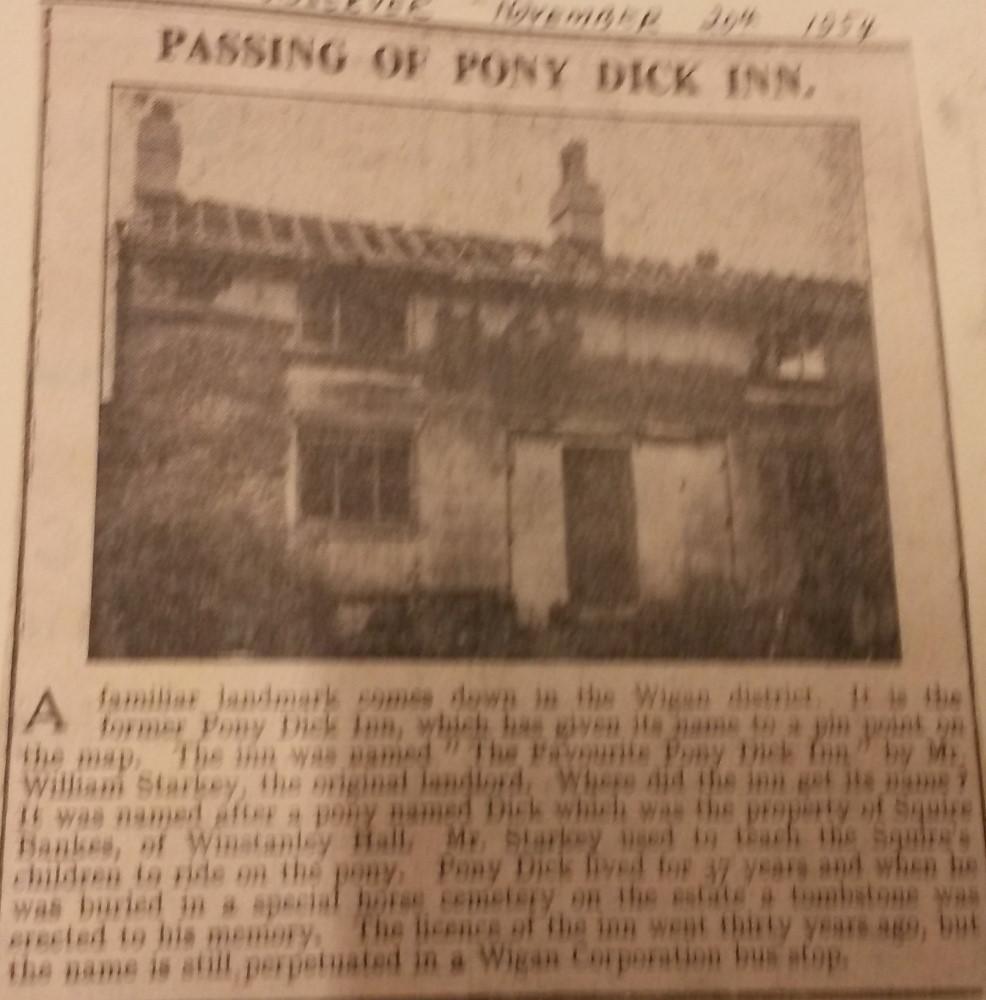 November 1954
PASSING OF PONY DICK INN.
A familiar landmark comes down in the Wigan district. It is the
former Pony Dick Inn, which has given its name to a pin point on
the map. The inn was named "The Favourite Pony Dick Inn" by Mr.
William Starkey, the original landlord. Where did the inn get its name?
It was named after a pony named Dick which was the property of Squire
Bankes, of Winstanley Hall. Mr. Starkey used to teach the Squire's
children to ride on the pony. Pony Dick lived for 37 years and when he
was buried in a special horse cemetery on the estate a tombstone was
erected to his memory. The licence of the inn went thirty years ago, but
the name is still perpetuated in a Wigan Corporation bus stop.